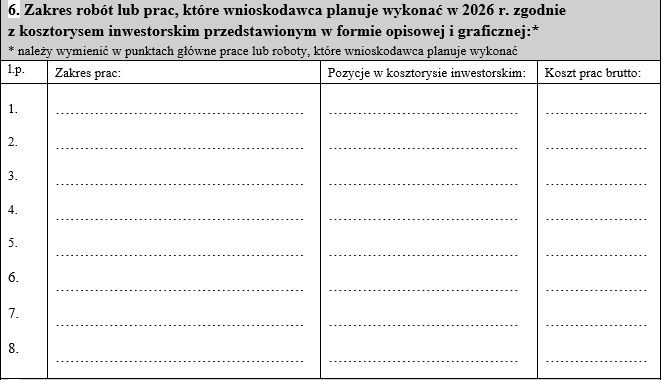 6. Zakres robót lub prac, które wnioskodawca planuje wykonać w 2026 r. zgodnie
z kosztorysem inwestorskim przedstawionym w formie opisowej i graficznej:*
* należy wymienić w punktach główne prace lub roboty, które wnioskodawca planuje wykonać
l.p. Zakres prac: Pozycje w kosztorysie inwestorskim: Koszt prac brutto:
1. ........................................................ ........................................... .......................
2. ........................................................ ........................................... .......................
3. ........................................................ ........................................... .......................
4. ........................................................ ........................................... .......................
5. ........................................................ ........................................... .......................
6. ........................................................ ........................................... .......................
7. ........................................................ ........................................... .......................
8. ........................................................ ........................................... .......................